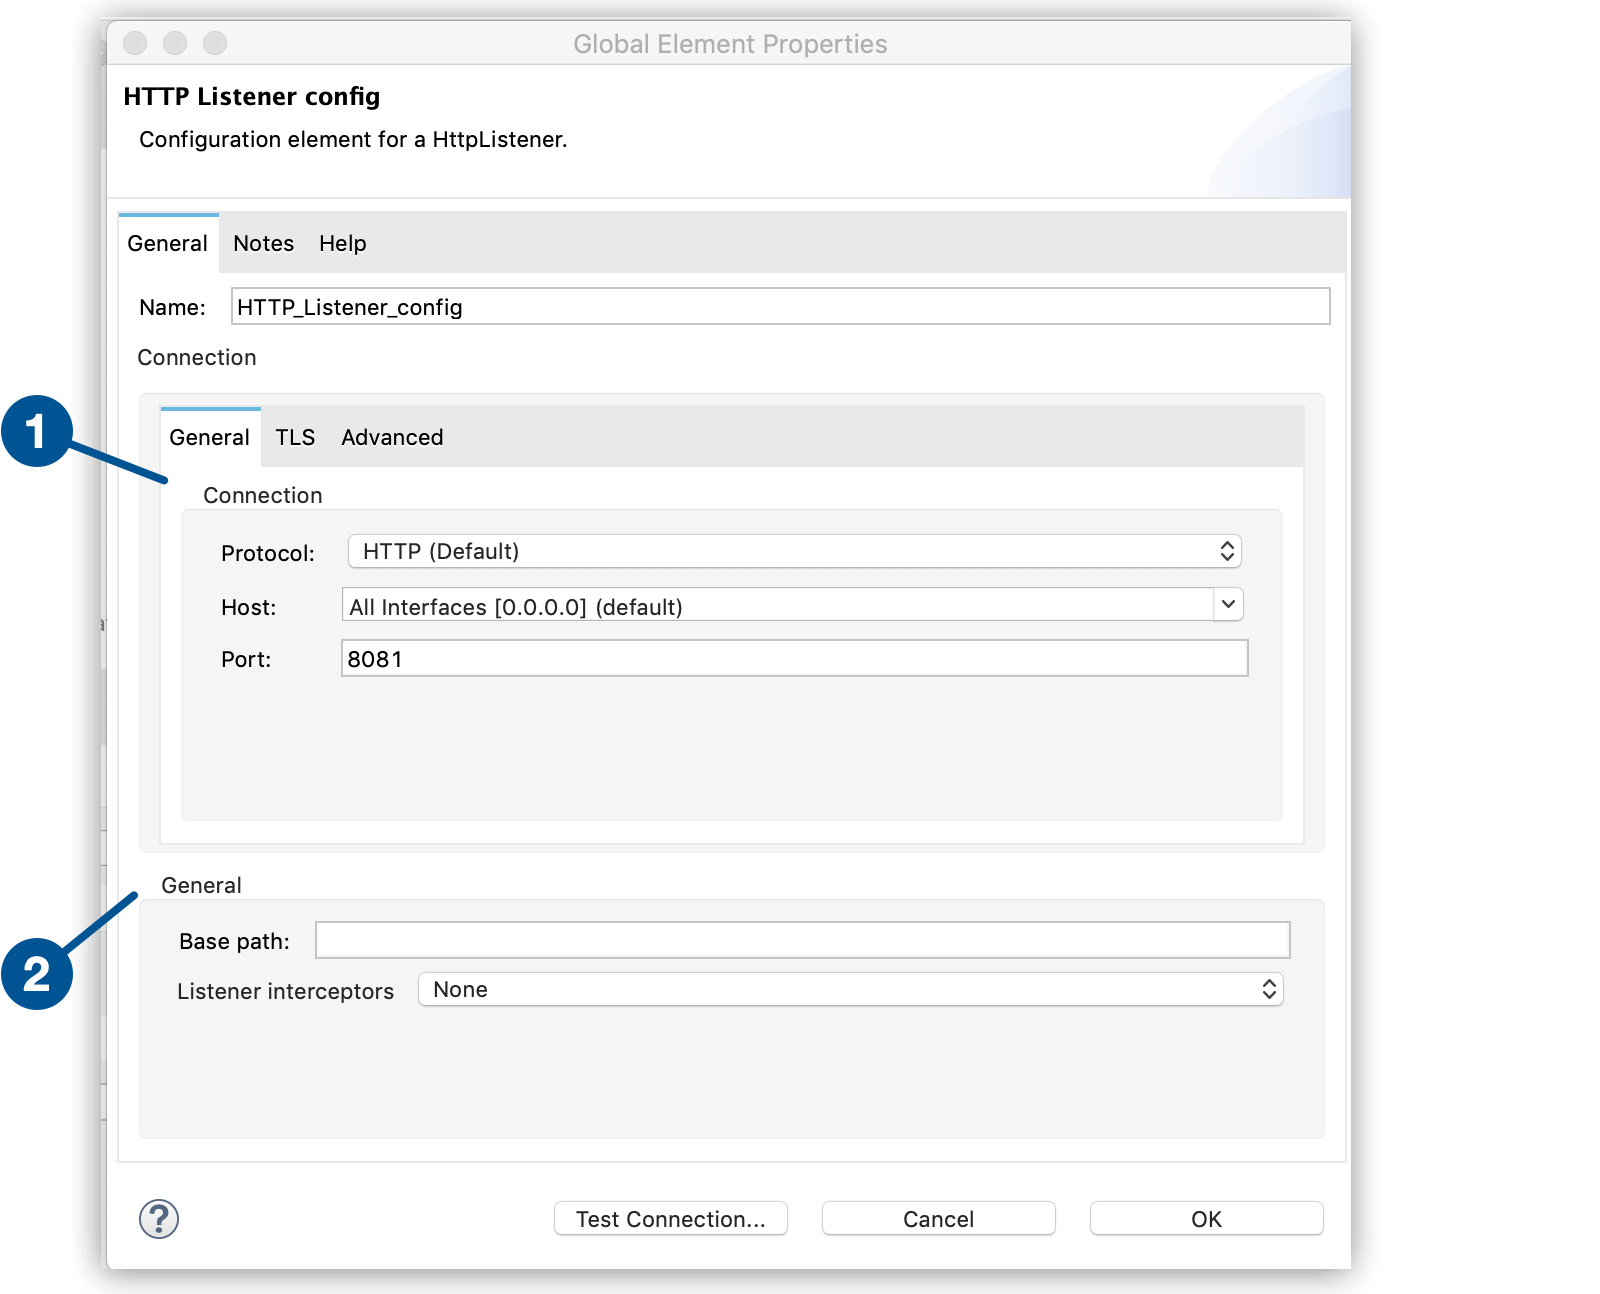 Global Element Properties
HTTP Listener config
Configuration element for a HttpListener.
General Notes Help
Name: HTTP_Listener_config
Connection
1
General TLS Advanced
Connection
Protocol: HTTP (Default)
Host: All Interfaces [0.0.0.0] (default)
Port: 8081
General
2
Base path:
Listener interceptors None
? Test Connection... Cancel OK